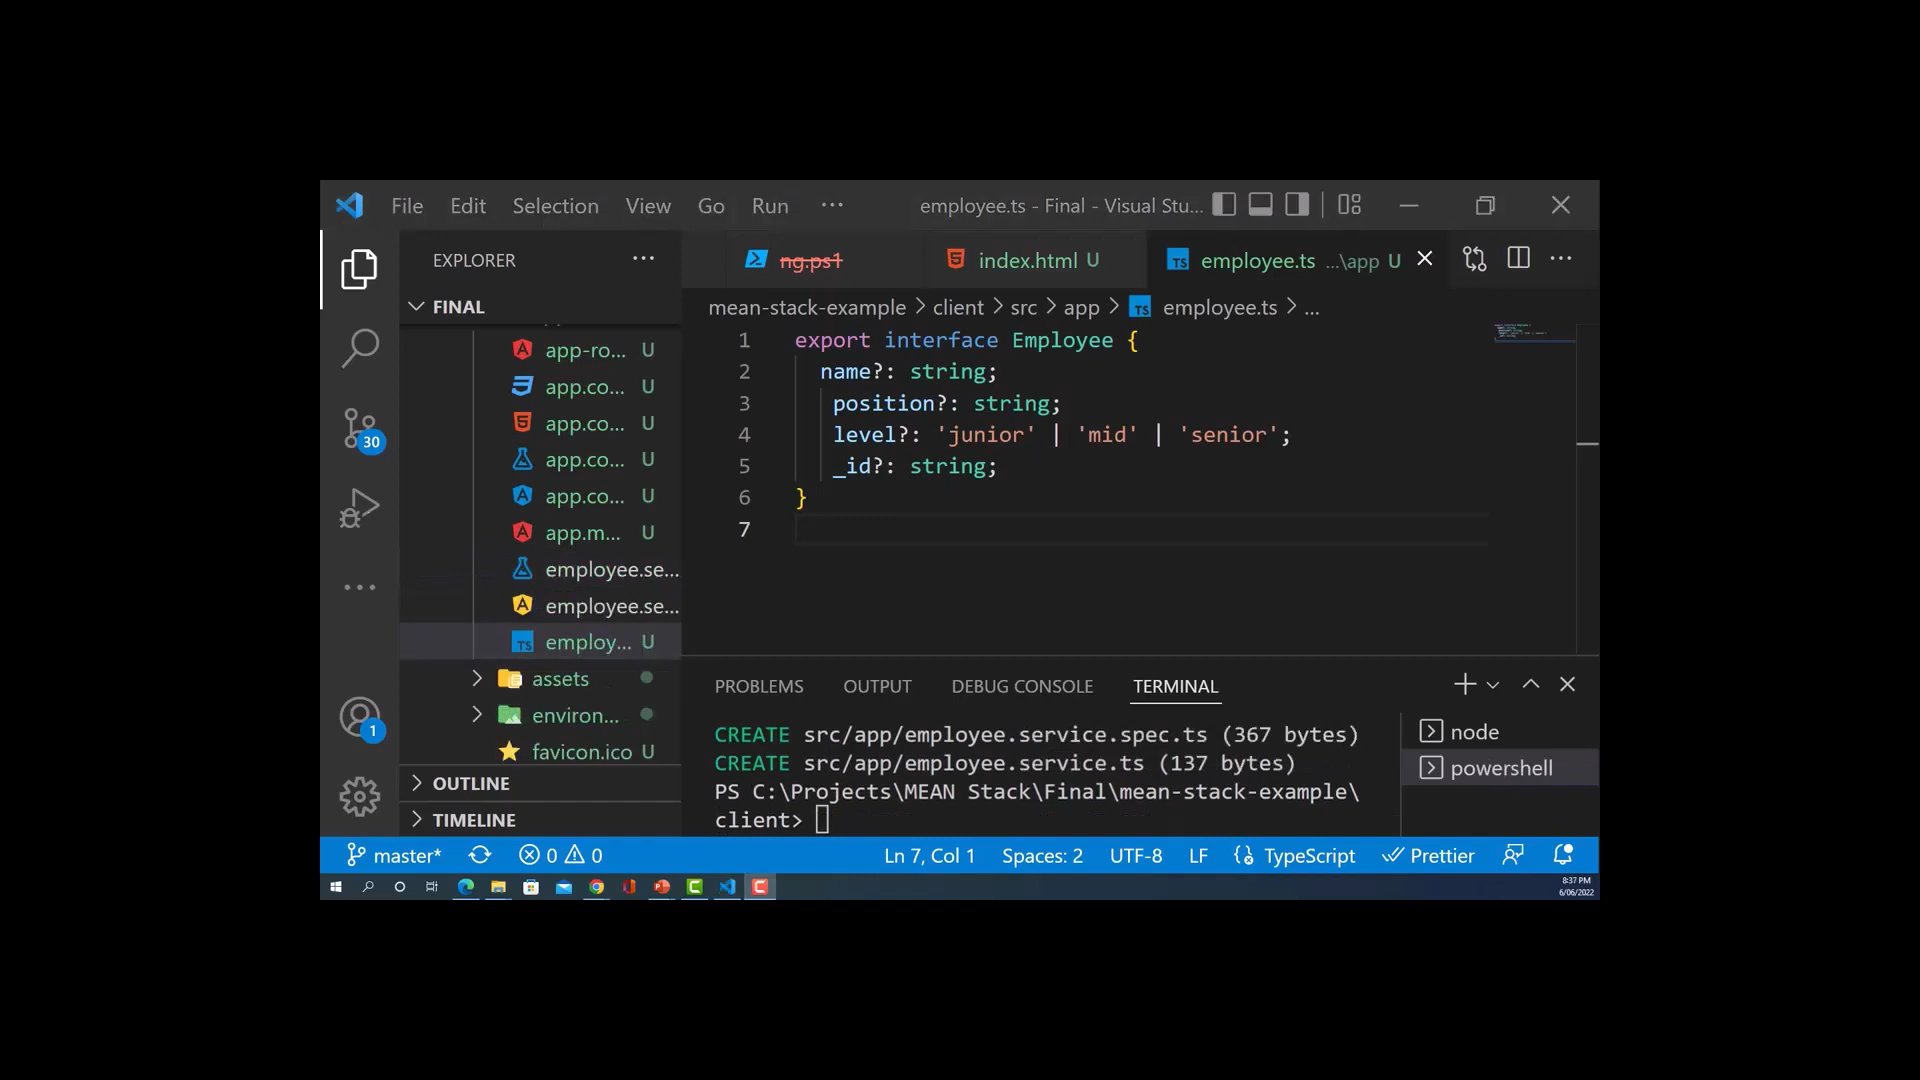 File Edit Selection View Go Run ··· employee.ts - Final - Visual Stu...
EXPLORER ···
FINAL
app-ro... U
app.co... U
app.co... U
app.co... U
app.co... U
app.m... U
employee.se...
employee.se...
employ... U
assets
environ...
favicon.ico U
OUTLINE
TIMELINE
30
1
ng.ps1 index.html U employee.ts ...\app U
mean-stack-example > client > src > app > TS employee.ts > ...
1 export interface Employee {
2 name?: string;
3 position?: string;
4 level?: 'junior' | 'mid' | 'senior';
5 _id?: string;
6 }
7
PROBLEMS OUTPUT DEBUG CONSOLE TERMINAL
CREATE src/app/employee.service.spec.ts (367 bytes)
CREATE src/app/employee.service.ts (137 bytes)
PS C:\Projects\MEAN Stack\Final\mean-stack-example\
client>
node
powershell
master* 0 0 Ln 7, Col 1 Spaces: 2 UTF-8 LF TypeScript Prettier
8:37 PM
6/06/2022